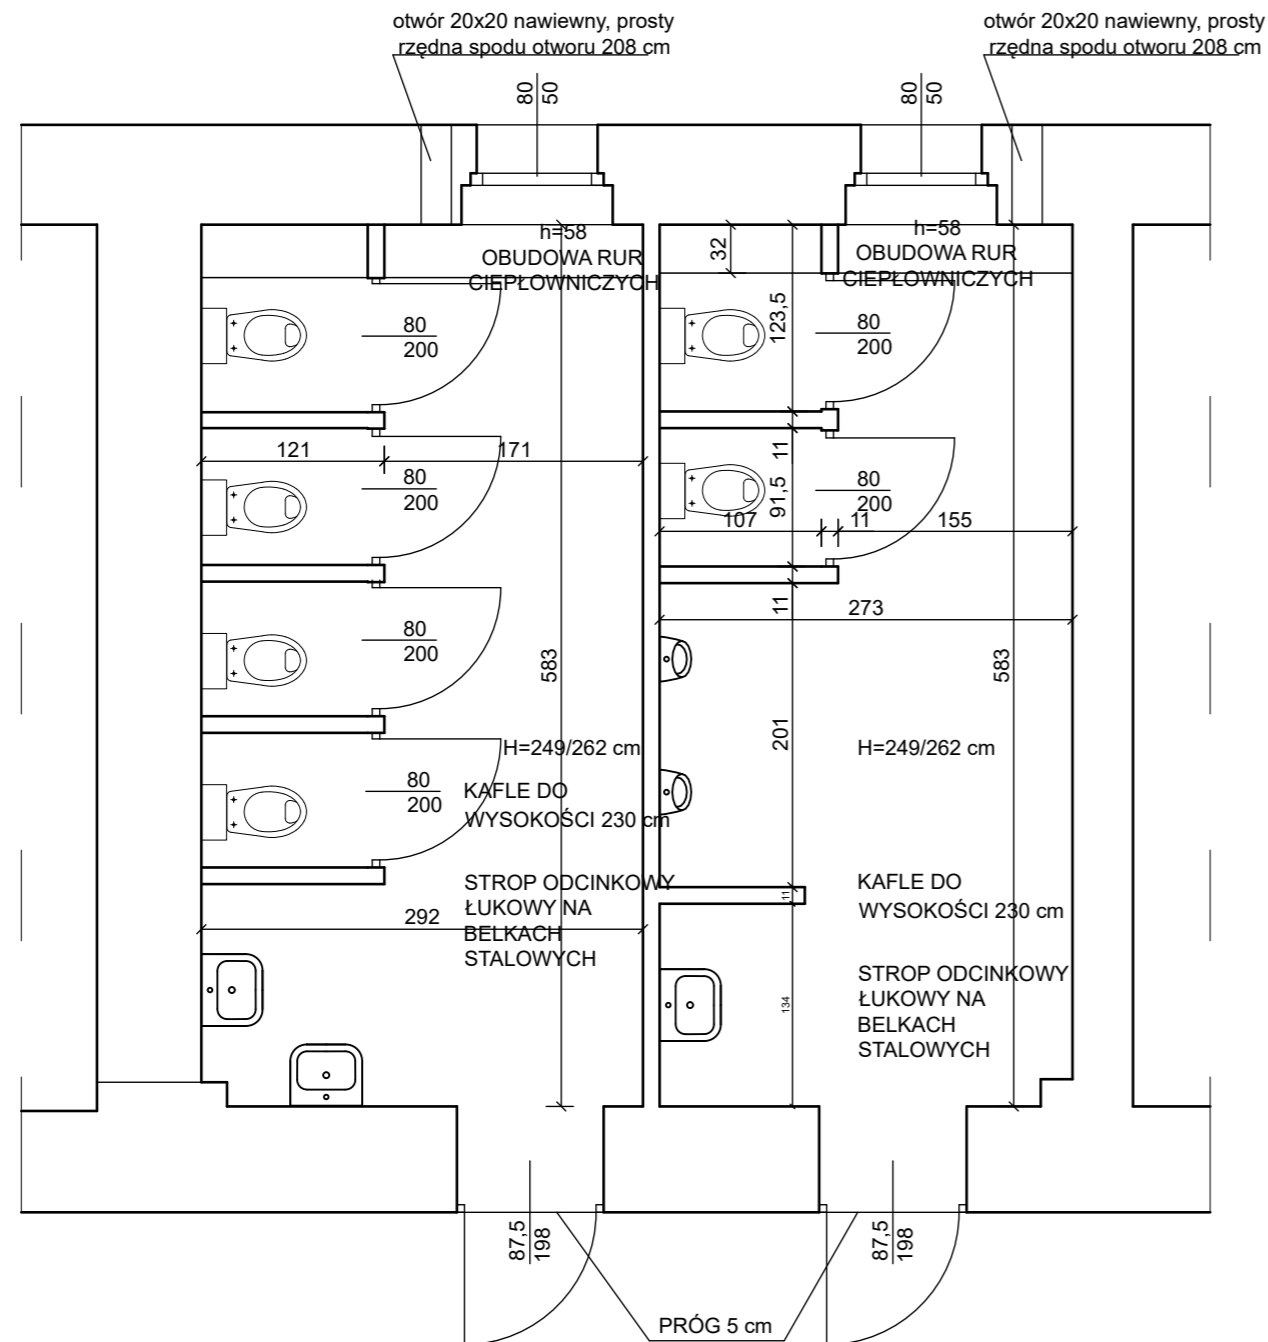 otwór 20x20 nawiewny, prosty
rzędna spodu otworu 208 cm
otwór 20x20 nawiewny, prosty
rzędna spodu otworu 208 cm
80
50
80
50
h=58
OBUDOWA RUR
CIEPŁOWNICZYCH
32
h=58
OBUDOWA RUR
CIEPŁOWNICZYCH
80
200
123,5
80
200
121
171
80
200
11
91,5
80
200
107
11
155
11
273
80
200
583
583
201
H=249/262 cm
H=249/262 cm
80
200
KAFLE DO
WYSOKOŚCI 230 cm
STROP ODCINKOWY
ŁUKOWY NA
BELKACH
STALOWYCH
292
11
KAFLE DO
WYSOKOŚCI 230 cm
134
STROP ODCINKOWY
ŁUKOWY NA
BELKACH
STALOWYCH
87,5
198
87,5
198
PRÓG 5 cm